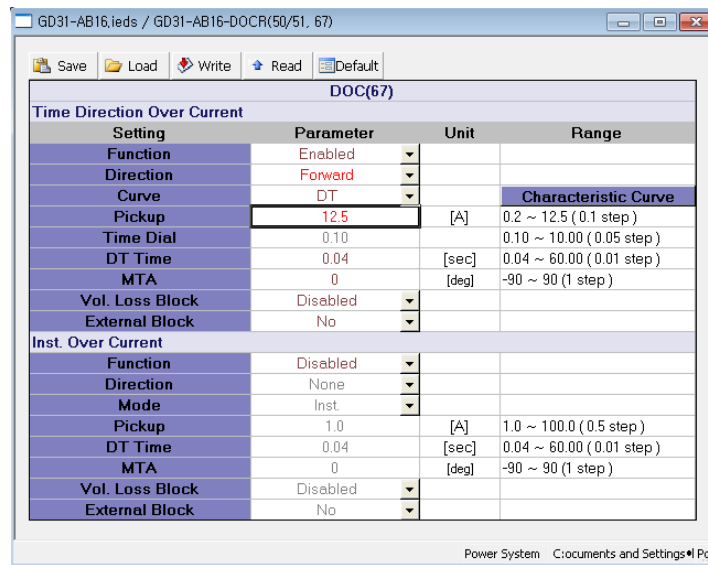 GD31-AB16.ieds / GD31-AB16-DOCR(50/51, 67)
Save Load Write Read Default
DOC(67)
Time Direction Over Current
Setting Parameter Unit Range
Function Enabled
Direction Forward
Curve DT Characteristic Curve
Pickup 12.5 [A] 0.2 ~ 12.5 ( 0.1 step )
Time Dial 0.10 0.10 ~ 10.00 ( 0.05 step )
DT Time 0.04 [sec] 0.04 ~ 60.00 ( 0.01 step )
MTA 0 [deg] -90 ~ 90 (1 step )
Vol. Loss Block Disabled
External Block No
Inst. Over Current
Function Disabled
Direction None
Mode Inst.
Pickup 1.0 [A] 1.0 ~ 100.0 ( 0.5 step )
DT Time 0.04 [sec] 0.04 ~ 60.00 ( 0.01 step )
MTA 0 [deg] -90 ~ 90 (1 step )
Vol. Loss Block Disabled
External Block No
Power System C:ocuments and Settings